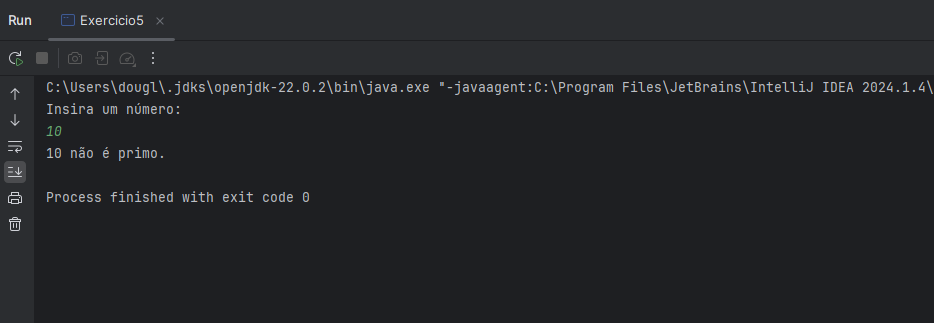 Run
Exercicio5
C:\Users\dougl\.jdks\openjdk-22.0.2\bin\java.exe "-javaagent:C:\Program Files\JetBrains\IntelliJ IDEA 2024.1.4\
Insira um número:
10
10 não é primo.
Process finished with exit code 0